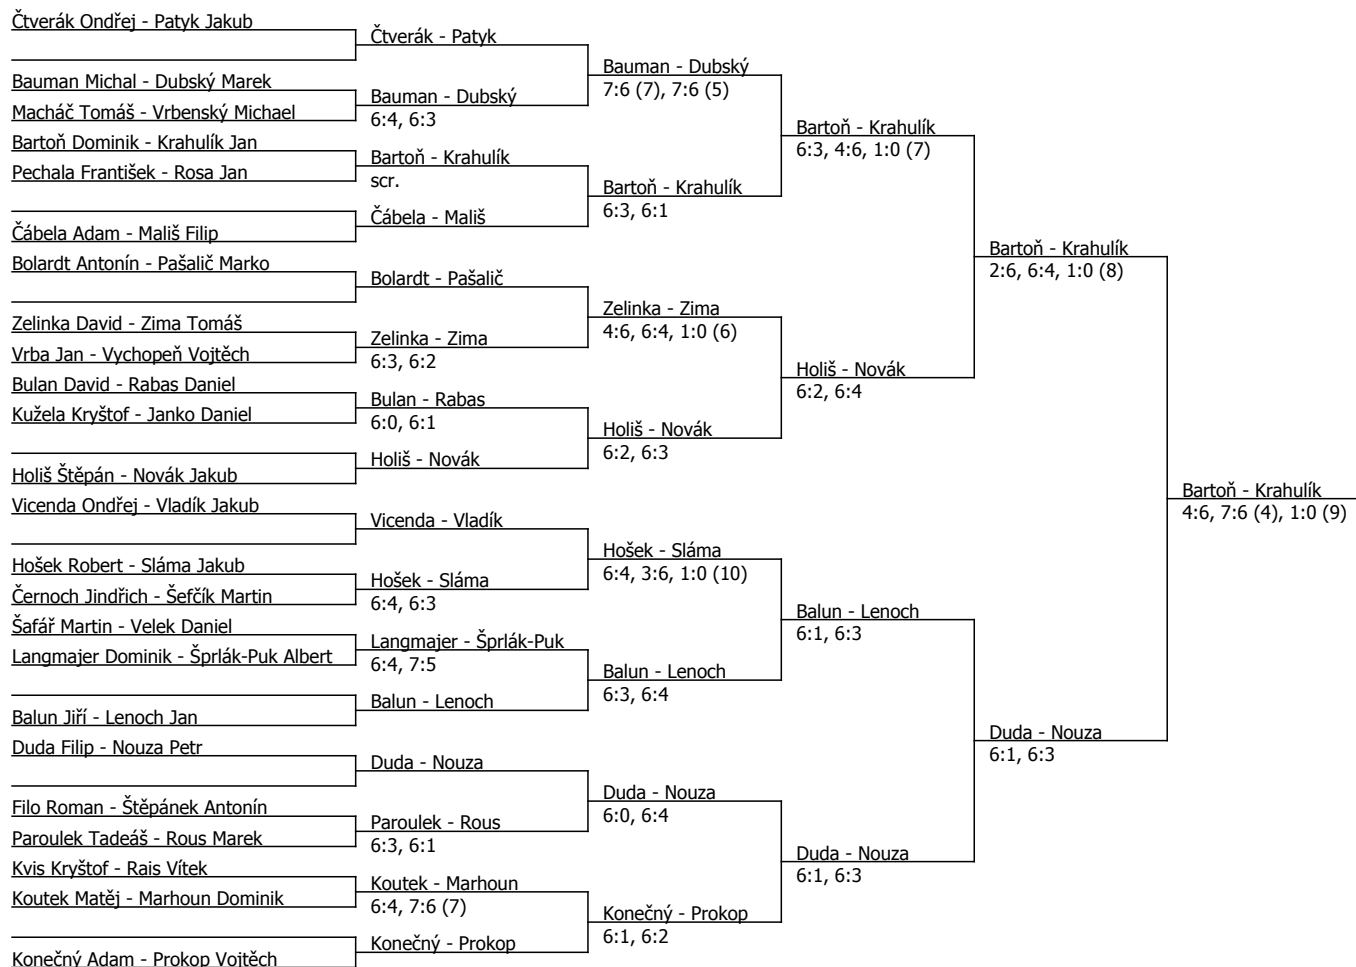 Čtverák Ondřej - Patyk Jakub
Bauman Michal - Dubský Marek
Macháč Tomáš - Vrbenský Michael
Bartoň Dominik - Krahulík Jan
Pechala František - Rosa Jan
Čábela Adam - Mališ Filip
Bolardt Antonín - Pašalič Marko
Zelinka David - Zima Tomáš
Vrba Jan - Vychopeň Vojtěch
Bulan David - Rabas Daniel
Kužela Kryštof - Janko Daniel
Holiš Štěpán - Novák Jakub
Vicenda Ondřej - Vladík Jakub
Hošek Robert - Sláma Jakub
Černoch Jindřich - Šefčík Martin
Šafář Martin - Velek Daniel
Langmajer Dominik - Šprlák-Puk Albert
Balun Jiří - Lenoch Jan
Duda Filip - Nouza Petr
Filo Roman - Štěpánek Antonín
Paroulek Tadeáš - Rous Marek
Kvis Kryštof - Rais Vítek
Koutek Matěj - Marhoun Dominik
Konečný Adam - Prokop Vojtěch
Čtverák - Patyk
Bauman - Dubský
6:4, 6:3
Bartoň - Krahulík
scr.
Čábela - Mališ
Bolardt - Pašalič
Zelinka - Zima
6:3, 6:2
Bulan - Rabas
6:0, 6:1
Holiš - Novák
Vicenda - Vladík
Hošek - Sláma
6:4, 6:3
Langmajer - Šprlák-Puk
6:4, 7:5
Balun - Lenoch
Duda - Nouza
Paroulek - Rous
6:3, 6:1
Koutek - Marhoun
6:4, 7:6 (7)
Konečný - Prokop
Bauman - Dubský
7:6 (7), 7:6 (5)
Bartoň - Krahulík
6:3, 6:1
Zelinka - Zima
4:6, 6:4, 1:0 (6)
Holiš - Novák
6:2, 6:3
Hošek - Sláma
6:4, 3:6, 1:0 (10)
Balun - Lenoch
6:3, 6:4
Duda - Nouza
6:0, 6:4
Konečný - Prokop
6:1, 6:2
Bartoň - Krahulík
6:3, 4:6, 1:0 (7)
Holiš - Novák
6:2, 6:4
Balun - Lenoch
6:1, 6:3
Duda - Nouza
6:1, 6:3
Bartoň - Krahulík
2:6, 6:4, 1:0 (8)
Duda - Nouza
6:1, 6:3
Bartoň - Krahulík
4:6, 7:6 (4), 1:0 (9)